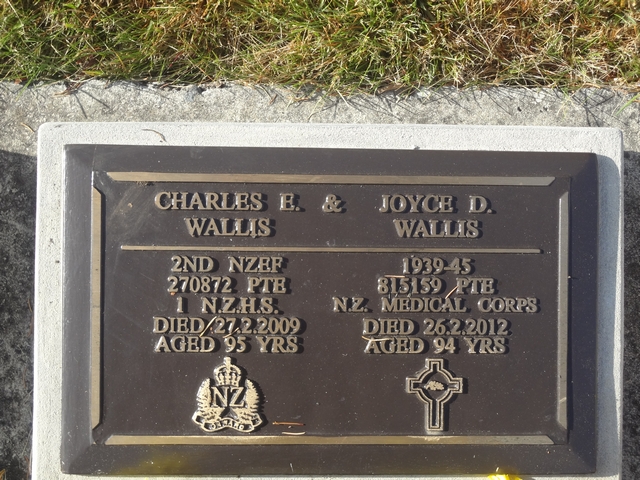 CHARLES E. & JOYCE D.
WALLIS WALLIS
2ND NZEF 1939-45
270872 PTE 815159 PTE
1 N.Z.H.S. N.Z. MEDICAL CORPS
DIED 27.2.2009 DIED 26.2.2012
AGED 95 YRS AGED 94 YRS
NZ
ONWARD